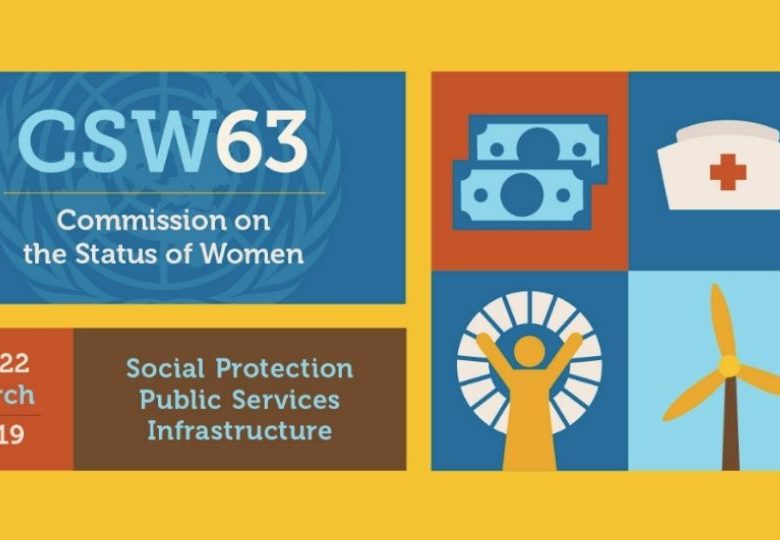 CSW63
Commission on
the Status of Women
22
rch
19
Social Protection
Public Services
Infrastructure